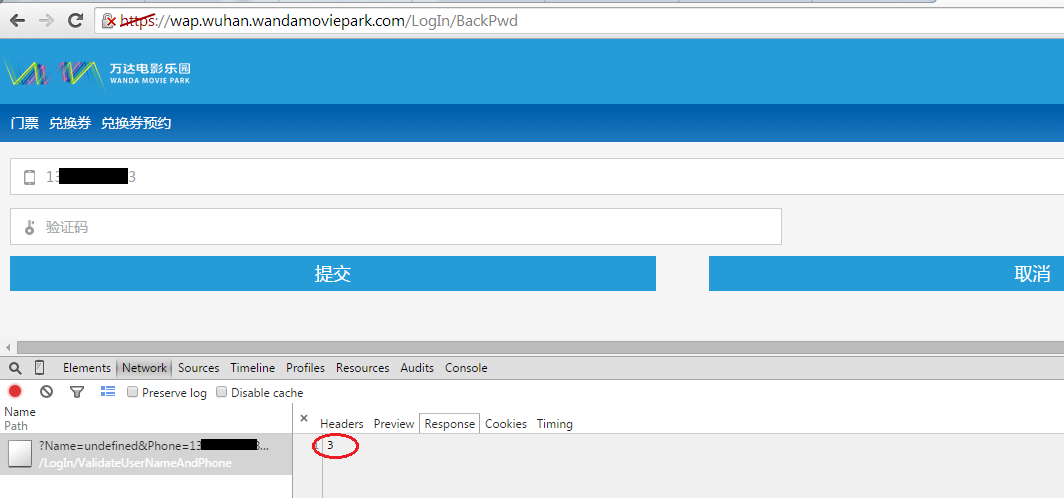 https://wap.wuhan.wandamoviepark.com/LogIn/BackPwd
万达电影乐园
WANDA MOVIE PARK
门票 兑换券 兑换券预约
13 3
验证码
提交 取消
Elements Network Sources Timeline Profiles Resources Audits Console
Preserve log Disable cache
Name
Path
× Headers Preview Response Cookies Timing
?Name=undefined&Phone=13 3...
/LogIn/ValidateUserNameAndPhone
1 3